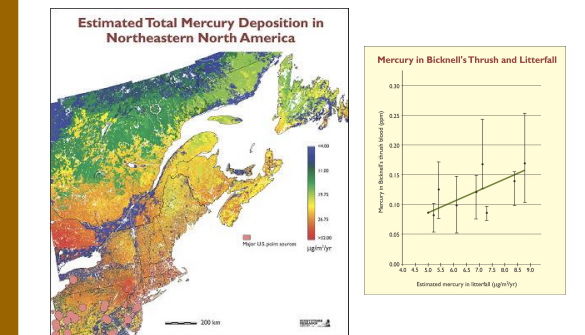 Estimated Total Mercury Deposition in
Northeastern North America
<4.00
11.00
19.75
26.75
>32.00
µg/m²/yr
Major U.S. point sources
200 km
Mercury in Bicknell's Thrush and Litterfall
Mercury in Bicknell's thrush blood (ppm)
0.30
0.25
0.20
0.15
0.10
0.05
0.00
4.0 4.5 5.0 5.5 6.0 6.5 7.0 7.5 8.0 8.5 9.0
Estimated mercury in litterfall (µg/m²/yr)